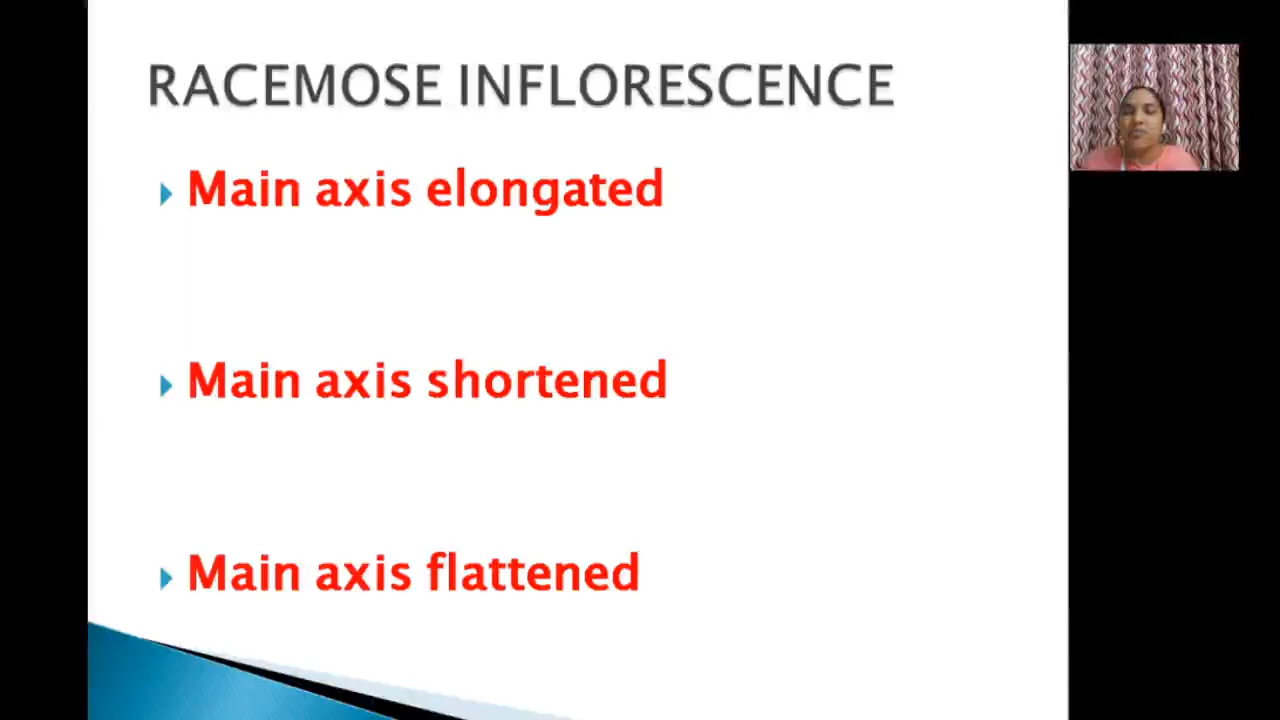 RACEMOSE INFLORESCENCE
Main axis elongated
Main axis shortened
Main axis flattened